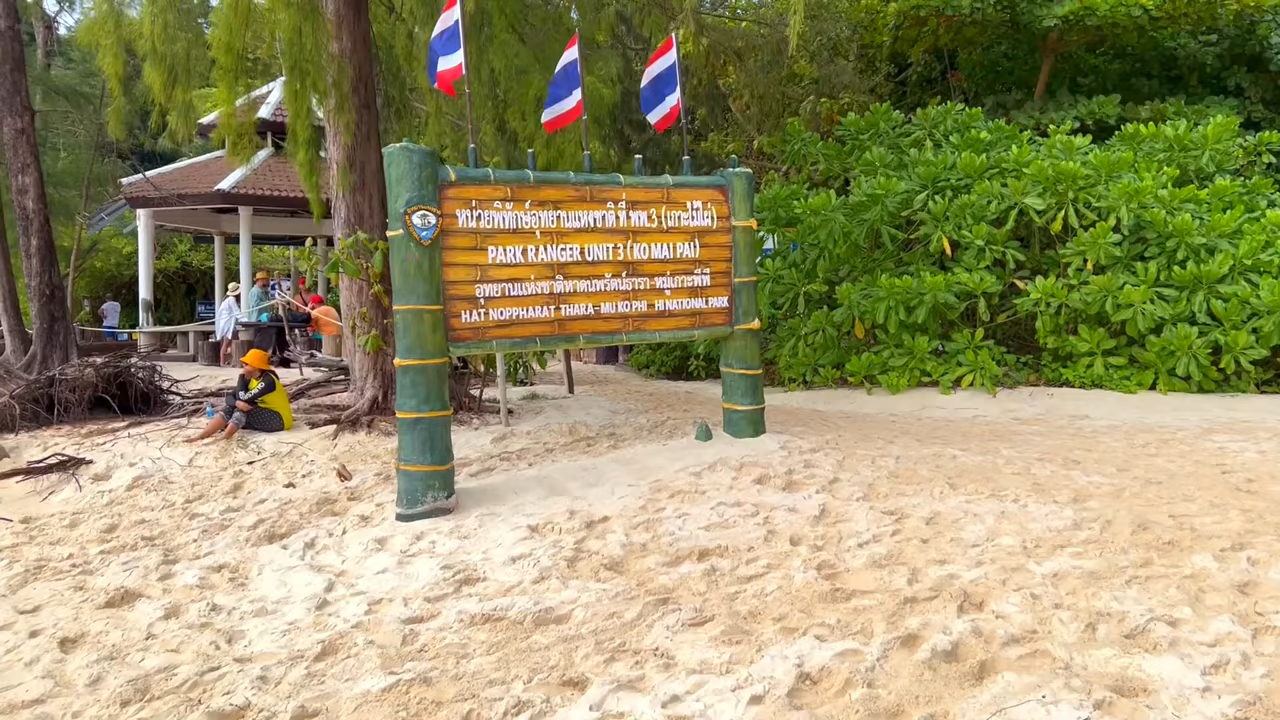 หน่วยพิทักษ์อุทยานแห่งชาติ ที่ พพ.3 (เกาะไม้ไผ่)
PARK RANGER UNIT 3 (KO MAI PAI)
อุทยานแห่งชาติหาดนพรัตน์ธารา-หมู่เกาะพีพี
HAT NOPPHARAT THARA-MU KO PHI HI NATIONAL PARK